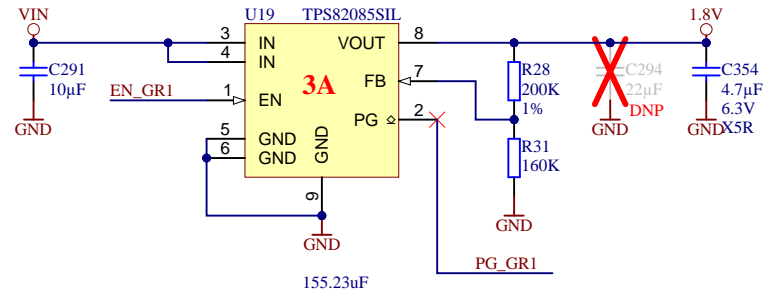 VIN
U19 TPS82085SIL
1.8V
3 IN VOUT 8
4 IN
C291
10µF
GND
3A
R28
200K
1%
C294
22µF
DNP
GND
C354
4.7µF
6.3V
X5R
GND
FB 7
EN_GR1 1 EN
PG 2
5 GND
6 GND
GND
9
R31
160K
GND
GND
PG_GR1
155.23uF